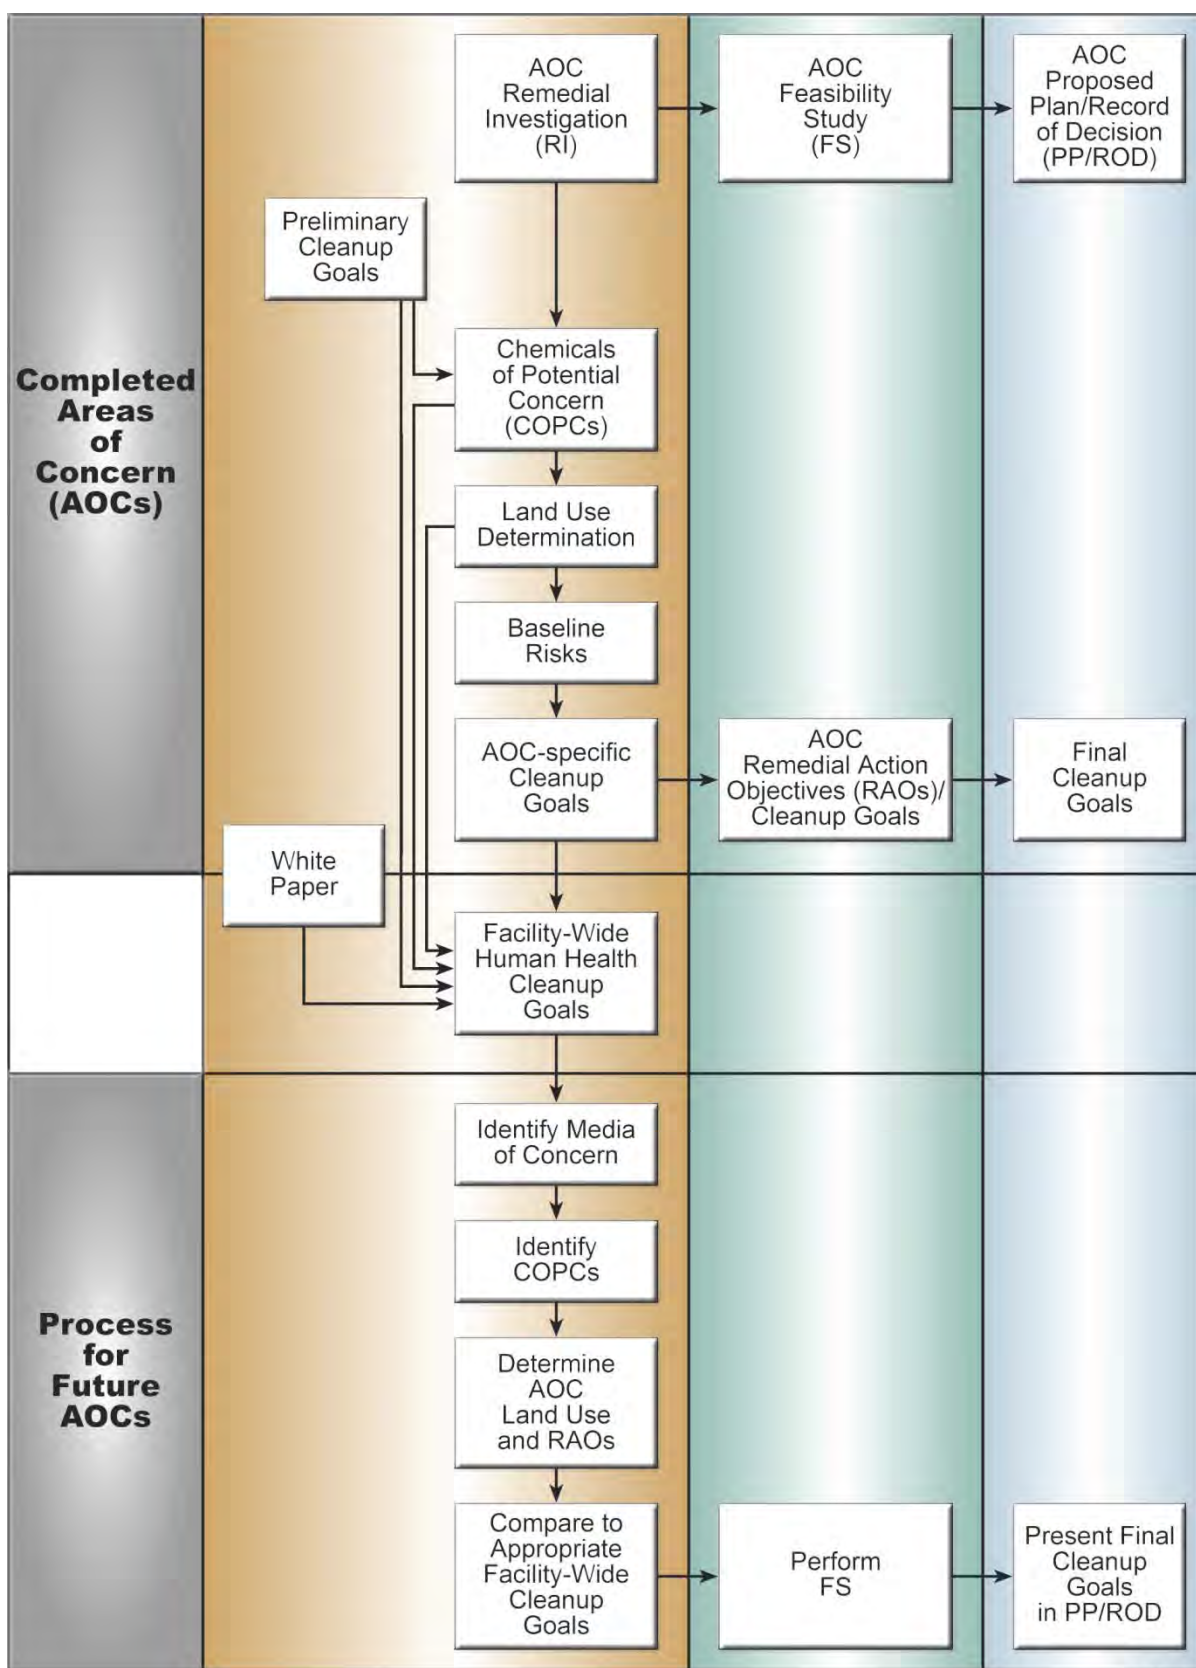 AOC
Remedial
Investigation
(RI)
AOC
Feasibility
Study
(FS)
AOC
Proposed
Plan/Record
of Decision
(PP/ROD)
Preliminary
Cleanup
Goals
Completed
Areas
of
Concern
(AOCs)
Chemicals
of Potential
Concern
(COPCs)
Land Use
Determination
Baseline
Risks
AOC-specific
Cleanup
Goals
AOC
Remedial Action
Objectives (RAOs)/
Cleanup Goals
Final
Cleanup
Goals
White
Paper
Facility-Wide
Human Health
Cleanup
Goals
Process
for
Future
AOCs
Identify Media
of Concern
Identify
COPCs
Determine
AOC
Land Use
and RAOs
Compare to
Appropriate
Facility-Wide
Cleanup
Goals
Perform
FS
Present Final
Cleanup
Goals
in PP/ROD